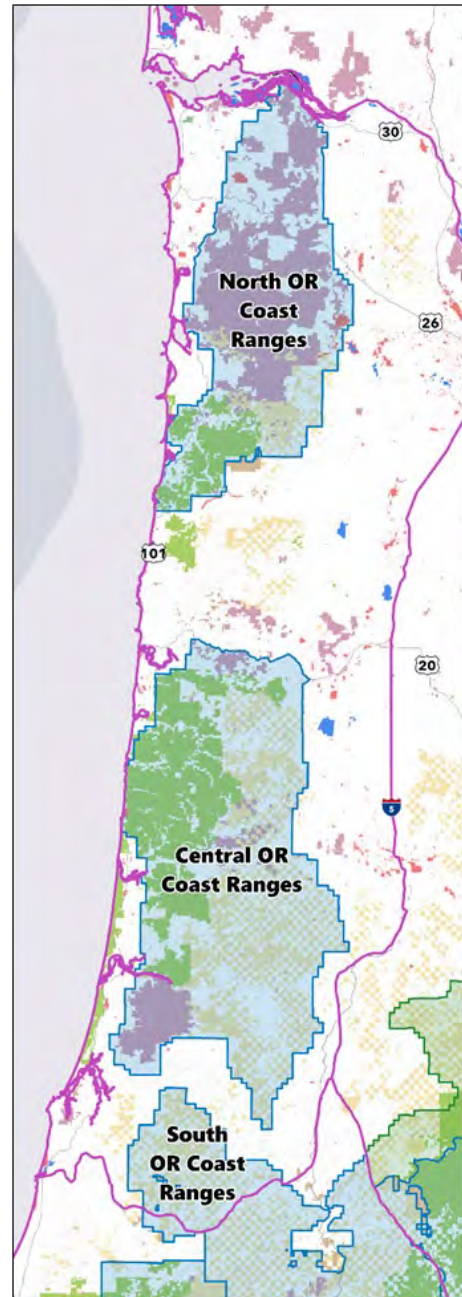 30
North OR
Coast
Ranges
26
101
20
5
Central OR
Coast Ranges
South
OR Coast
Ranges